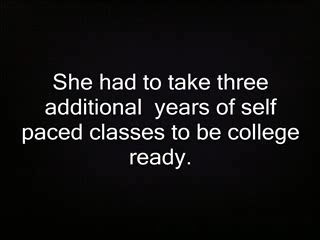 She had to take three
additional  years of self
paced classes to be college
ready.